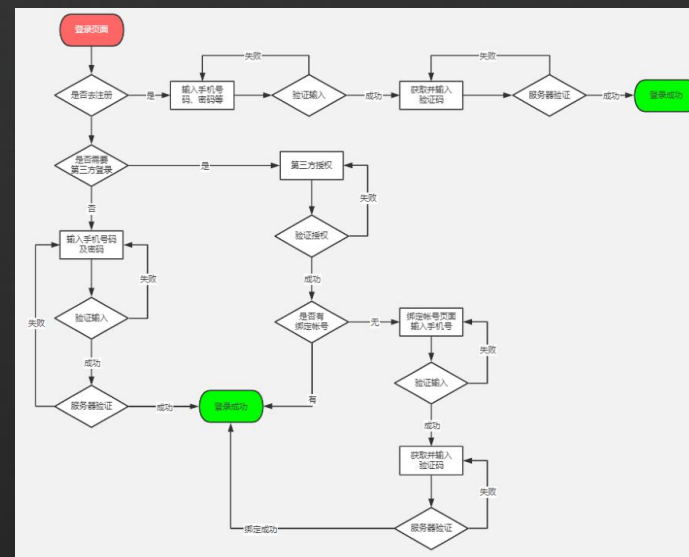 登录页面
失败
失败
是否去注册
是
输入手机号
码、密码等
验证输入
成功
获取并输入
验证码
服务器验证
成功
登录成功
是否需要
第三方登录
是
第三方授权
失败
否
输入手机号码
及密码
验证授权
失败
成功
失败
验证输入
是否有
绑定帐号
无
绑定帐号页面
输入手机号
失败
成功
验证输入
服务器验证
成功
登录成功
有
成功
获取并输入
验证码
失败
绑定成功
服务器验证